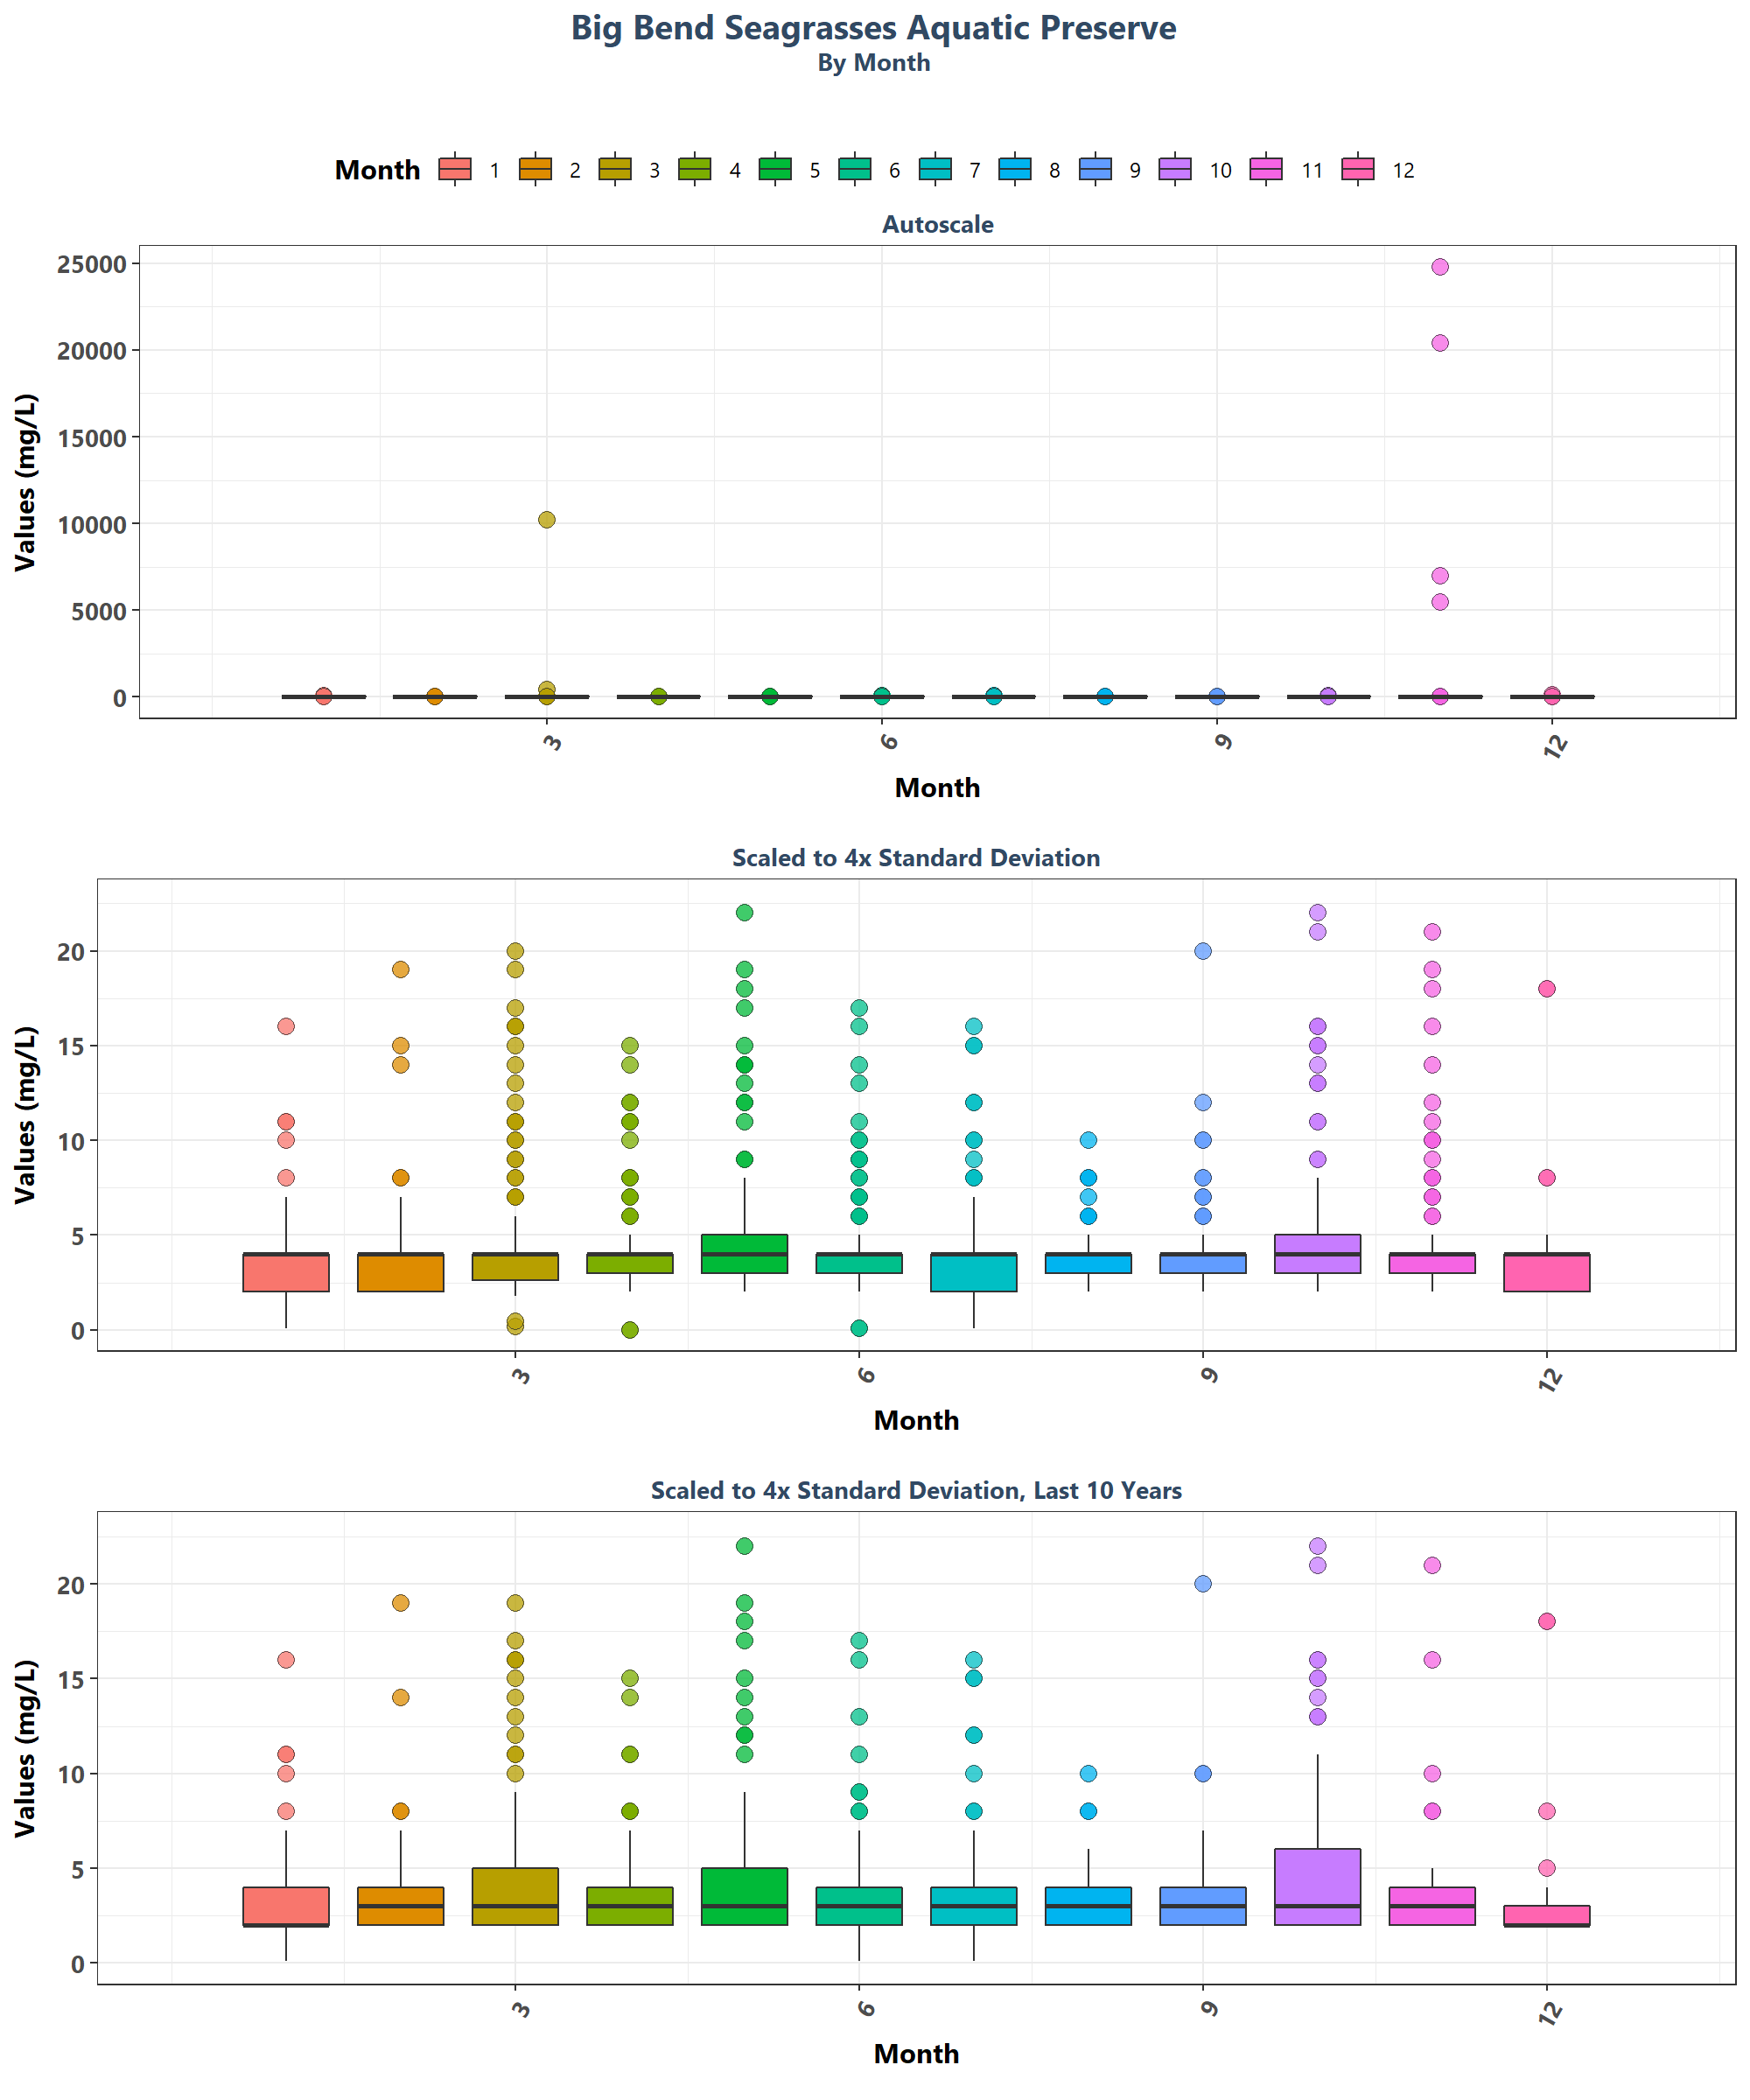 Big Bend Seagrasses Aquatic Preserve
By Month
Month 1 2 3 4 5 6 7 8 9 10 11 12
Autoscale
Values (mg/L)
25000
20000
15000
10000
5000
0
3 6 9 12
Month
Scaled to 4x Standard Deviation
Values (mg/L)
20
15
10
5
0
3 6 9 12
Month
Scaled to 4x Standard Deviation, Last 10 Years
Values (mg/L)
20
15
10
5
0
3 6 9 12
Month